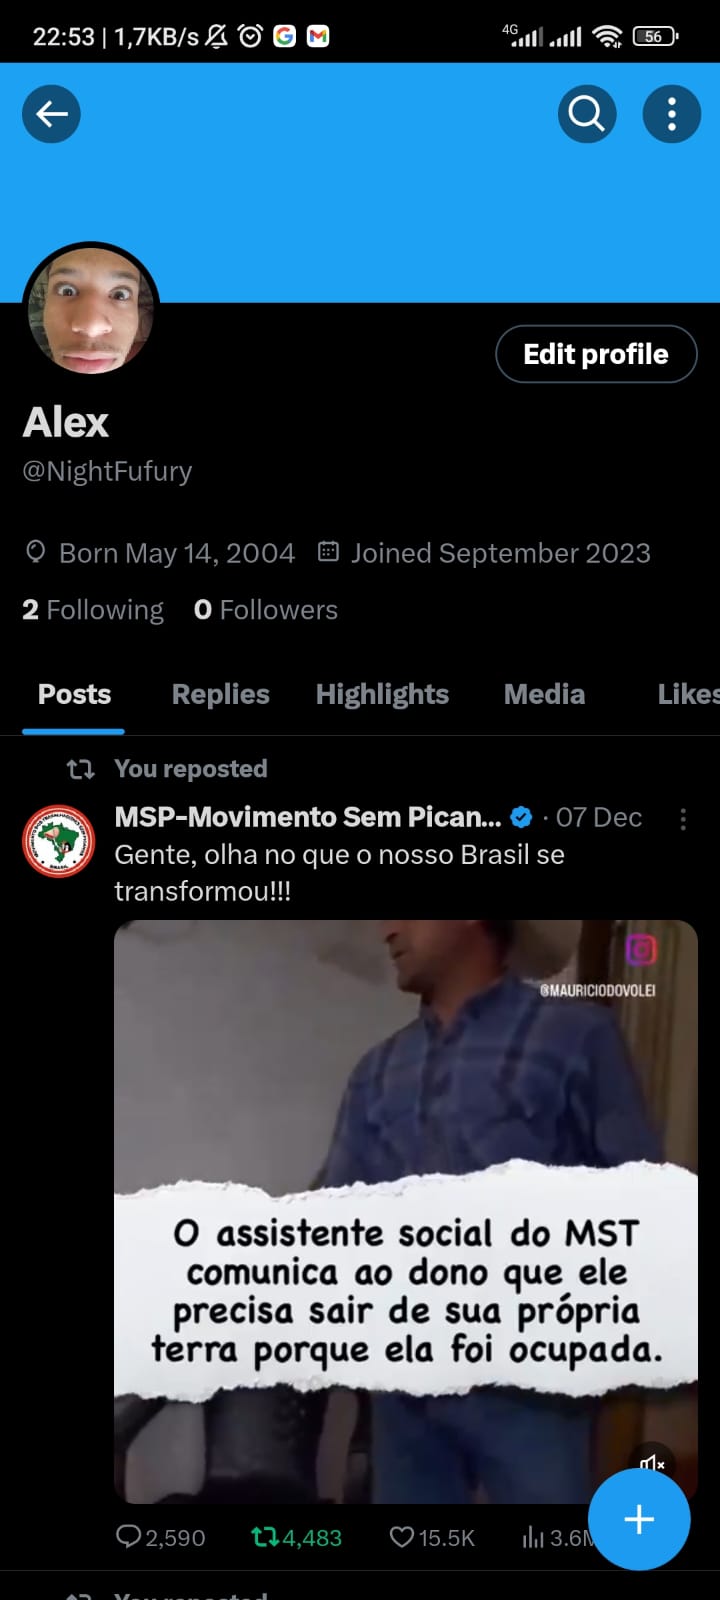 22:53 | 1,7KB/s
4G
56
Edit profile
Alex
@NightFufury
Born May 14, 2004 Joined September 2023
2 Following 0 Followers
Posts Replies Highlights Media Likes
You reposted
MSP-Movimento Sem Pican... · 07 Dec
Gente, olha no que o nosso Brasil se
transformou!!!
@MAURICIODOVOLEI
O assistente social do MST
comunica ao dono que ele
precisa sair de sua própria
terra porque ela foi ocupada.
2,590 4,483 15.5K 3.6M
You reposted